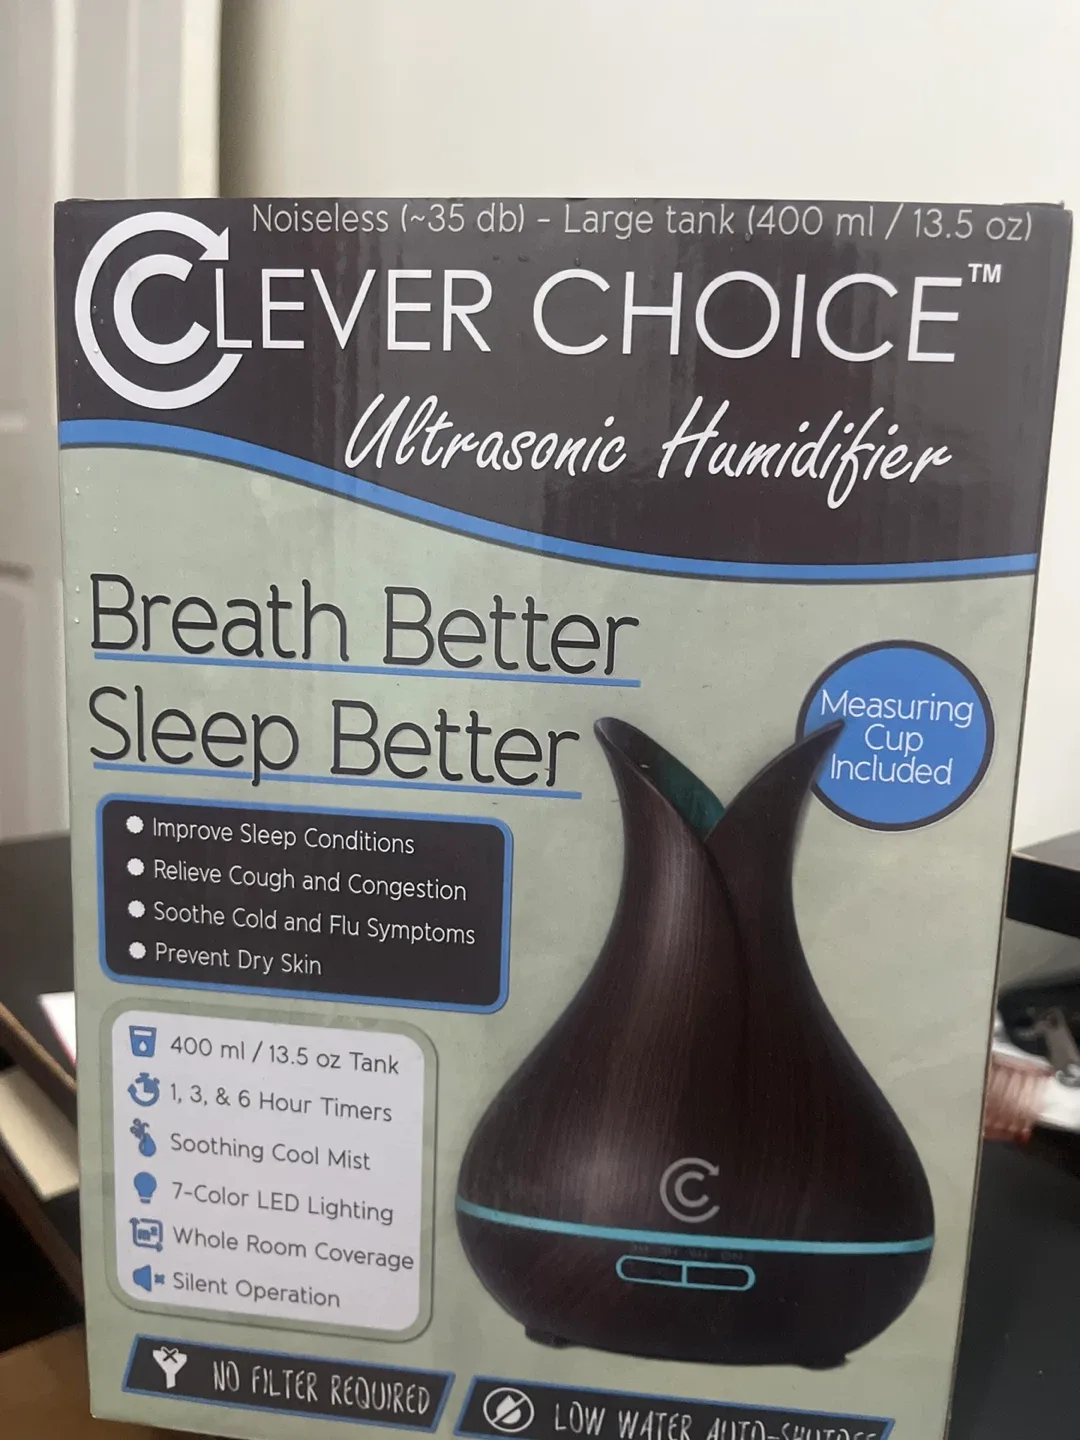 Noiseless (~35 db) - Large tank (400 ml / 13.5 oz)
CLEVER CHOICE™
Ultrasonic Humidifier
Breath Better
Sleep Better
Measuring
Cup
Included
Improve Sleep Conditions
Relieve Cough and Congestion
Soothe Cold and Flu Symptoms
Prevent Dry Skin
400 ml / 13.5 oz Tank
1, 3, & 6 Hour Timers
Soothing Cool Mist
7-Color LED Lighting
m²
Whole Room Coverage
Silent Operation
C
NO FILTER REQUIRED
LOW WATER AUTO-SHUTOFF